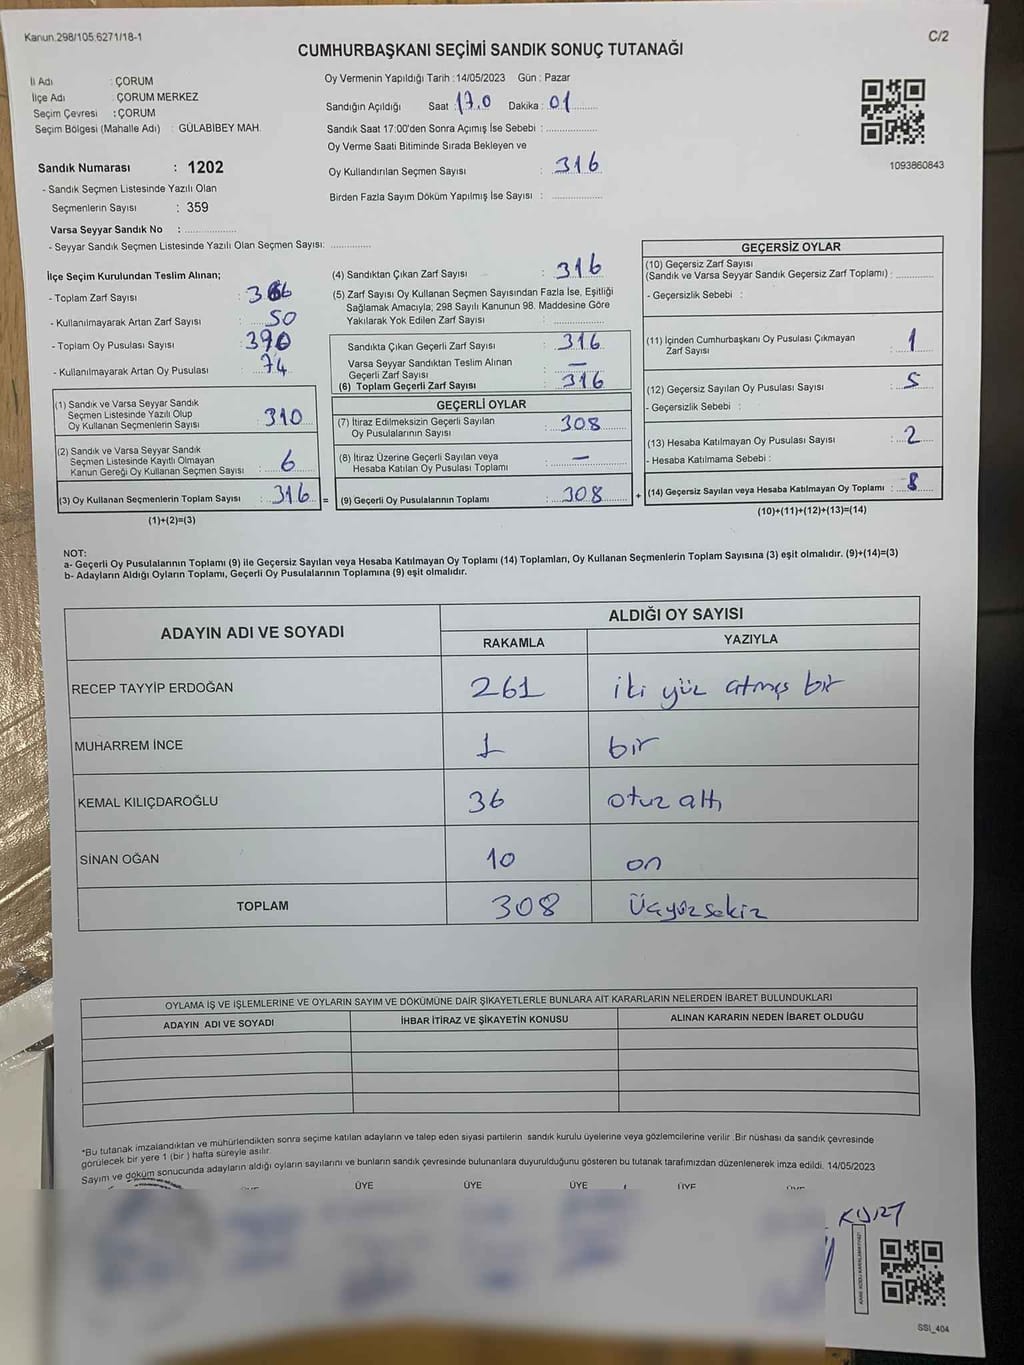 Kanun.298/105.6271/18-1
C/2
CUMHURBAŞKANI SEÇİMİ SANDIK SONUÇ TUTANAĞI
İl Adı : ÇORUM
İlçe Adı : ÇORUM MERKEZ
Seçim Çevresi : ÇORUM
Seçim Bölgesi (Mahalle Adı) : GÜLABİBEY MAH.
Sandık Numarası : 1202
- Sandık Seçmen Listesinde Yazılı Olan
Seçmenlerin Sayısı : 359
Varsa Seyyar Sandık No : ..................
- Seyyar Sandık Seçmen Listesinde Yazılı Olan Seçmen Sayısı: ..............
Oy Vermenin Yapıldığı Tarih :14/05/2023 Gün : Pazar
Sandığın Açıldığı Saat :17.0 Dakika : 01
Sandık Saat 17:00'den Sonra Açımış İse Sebebi : ..................
Oy Verme Saati Bitiminde Sırada Bekleyen ve
Oy Kullandırılan Seçmen Sayısı : 316
Birden Fazla Sayım Döküm Yapılmış İse Sayısı : ..................
1093860843
İlçe Seçim Kurulundan Teslim Alınan;
- Toplam Zarf Sayısı : 366
- Kullanılmayarak Artan Zarf Sayısı : 50
- Toplam Oy Pusulası Sayısı : 390
- Kullanılmayarak Artan Oy Pusulası : 74
(1) Sandık ve Varsa Seyyar Sandık
Seçmen Listesinde Yazılı Olup
Oy Kullanan Seçmenlerin Sayısı : 310
(2) Sandık ve Varsa Seyyar Sandık
Seçmen Listesinde Kayıtlı Olmayan
Kanun Gereği Oy Kullanan Seçmen Sayısı : 6
(3) Oy Kullanan Seçmenlerin Toplam Sayısı : 316 =
(1)+(2)=(3)
(4) Sandıktan Çıkan Zarf Sayısı : 316
(5) Zarf Sayısı Oy Kullanan Seçmen Sayısından Fazla İse, Eşitliği
Sağlamak Amacıyla; 298 Sayılı Kanunun 98. Maddesine Göre
Yakılarak Yok Edilen Zarf Sayısı : ..................
Sandıkta Çıkan Geçerli Zarf Sayısı : 316
Varsa Seyyar Sandıktan Teslim Alınan
Geçerli Zarf Sayısı : —
(6) Toplam Geçerli Zarf Sayısı : 316
GEÇERLİ OYLAR
(7) İtiraz Edilmeksizin Geçerli Sayılan
Oy Pusulalarının Sayısı : 308
(8) İtiraz Üzerine Geçerli Sayılan veya
Hesaba Katılan Oy Pusulası Toplamı : —
(9) Geçerli Oy Pusulalarının Toplamı : 308 +
GEÇERSİZ OYLAR
(10) Geçersiz Zarf Sayısı
(Sandık ve Varsa Seyyar Sandık Geçersiz Zarf Toplamı) : ............
- Geçersizlik Sebebi :
(11) İçinden Cumhurbaşkanı Oy Pusulası Çıkmayan
Zarf Sayısı : 1
(12) Geçersiz Sayılan Oy Pusulası Sayısı : 5
- Geçersizlik Sebebi :
(13) Hesaba Katılmayan Oy Pusulası Sayısı : 2
- Hesaba Katılmama Sebebi :
(14) Geçersiz Sayılan veya Hesaba Katılmayan Oy Toplamı : 8
(10)+(11)+(12)+(13)=(14)
NOT:
a- Geçerli Oy Pusulalarının Toplamı (9) ile Geçersiz Sayılan veya Hesaba Katılmayan Oy Toplamı (14) Toplamları, Oy Kullanan Seçmenlerin Toplam Sayısına (3) eşit olmalıdır. (9)+(14)=(3)
b- Adayların Aldığı Oyların Toplamı, Geçerli Oy Pusulalarının Toplamına (9) eşit olmalıdır.
ADAYIN ADI VE SOYADI ALDIĞI OY SAYISI
RAKAMLA YAZIYLA
RECEP TAYYİP ERDOĞAN 261 iki yüz atmış bir
MUHARREM İNCE 1 bir
KEMAL KILIÇDAROĞLU 36 otuz altı
SİNAN OĞAN 10 on
TOPLAM 308 Üçyüzsekiz
OYLAMA İŞ VE İŞLEMLERİNE VE OYLARIN SAYIM VE DÖKÜMÜNE DAİR ŞİKAYETLERLE BUNLARA AİT KARARLARIN NELERDEN İBARET BULUNDUKLARI
ADAYIN ADI VE SOYADI İHBAR İTİRAZ VE ŞİKAYETİN KONUSU ALINAN KARARIN NEDEN İBARET OLDUĞU
*Bu tutanak imzalandıktan ve mühürlendikten sonra seçime katılan adayların ve talep eden siyasi partilerin sandık kurulu üyelerine veya gözlemcilerine verilir .Bir nüshası da sandık çevresinde
görülecek bir yere 1 (bir ) hafta süreyle asılır.
Sayım ve döküm sonucunda adayların aldığı oyların sayılarını ve bunların sandık çevresinde bulunanlara duyurulduğunu gösteren bu tutanak tarafımızdan düzenlenerek imza edildi. 14/05/2023
ÜYE ÜYE ÜYE ÜYE
KURT
SSI_404